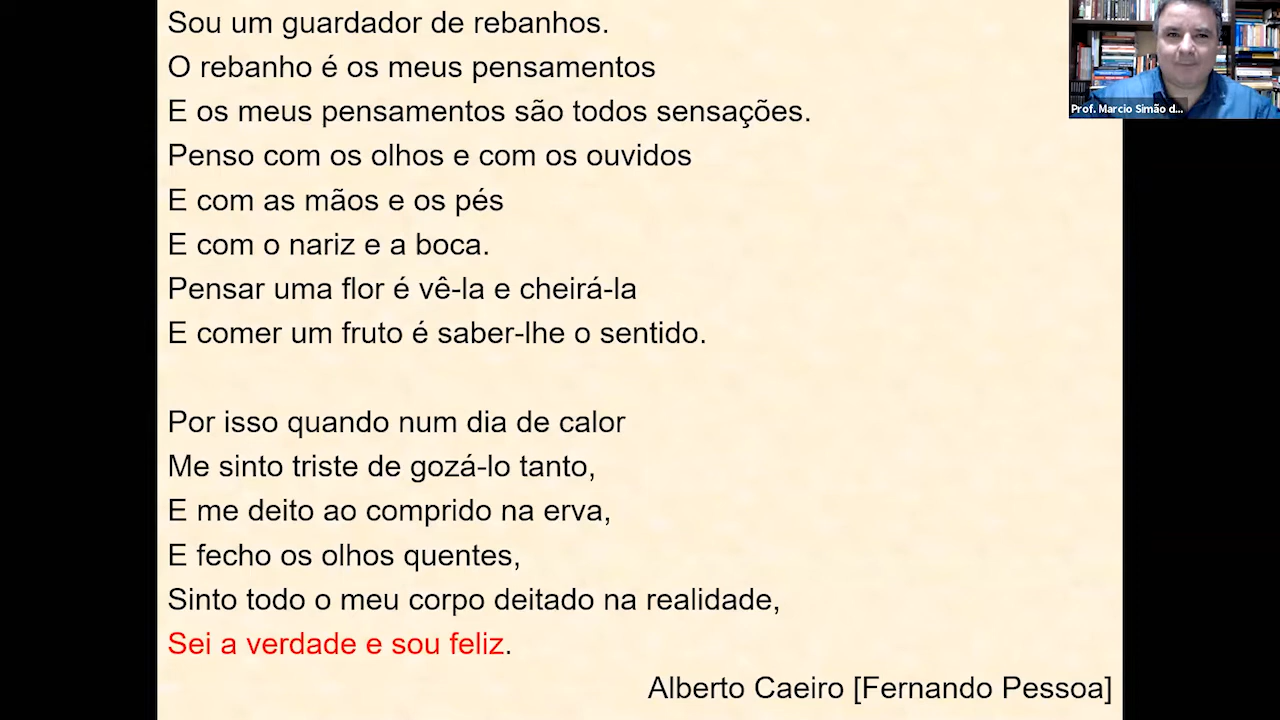 Sou um guardador de rebanhos.
O rebanho é os meus pensamentos
E os meus pensamentos são todos sensações.
Penso com os olhos e com os ouvidos
E com as mãos e os pés
E com o nariz e a boca.
Pensar uma flor é vê-la e cheirá-la
E comer um fruto é saber-lhe o sentido.
Por isso quando num dia de calor
Me sinto triste de gozá-lo tanto,
E me deito ao comprido na erva,
E fecho os olhos quentes,
Sinto todo o meu corpo deitado na realidade,
Sei a verdade e sou feliz.
Alberto Caeiro [Fernando Pessoa]
Prof. Marcio Simão d...